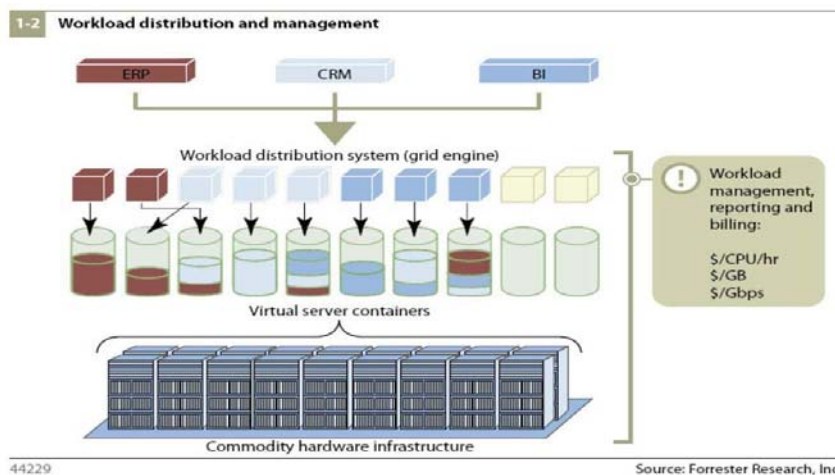 1-2 Workload distribution and management
ERP CRM BI
Workload distribution system (grid engine)
! Workload
management,
reporting and
billing:
$/CPU/hr
$/GB
$/Gbps
Virtual server containers
Commodity hardware infrastructure
44229 Source: Forrester Research, Inc